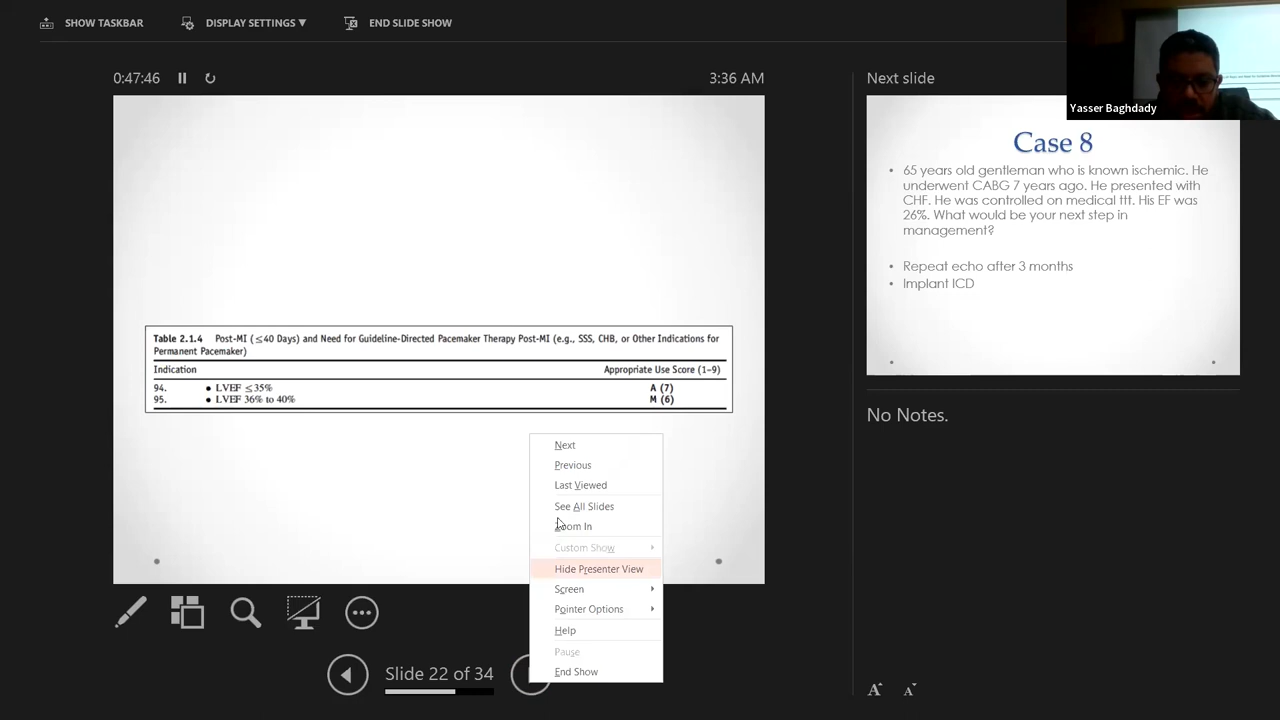 SHOW TASKBAR
DISPLAY SETTINGS ▼
END SLIDE SHOW
0:47:46
3:36 AM
Table 2.1.4 Post-MI (≤40 Days) and Need for Guideline-Directed Pacemaker Therapy Post-MI (e.g., SSS, CHB, or Other Indications for
Permanent Pacemaker)
Indication Appropriate Use Score (1–9)
94. • LVEF ≤35% A (7)
95. • LVEF 36% to 40% M (6)
Next
Previous
Last Viewed
See All Slides
Zoom In
Custom Show
Hide Presenter View
Screen
Pointer Options
Help
Pause
End Show
Slide 22 of 34
Yasser Baghdady
Next slide
Case 8
• 65 years old gentleman who is known ischemic. He
underwent CABG 7 years ago. He presented with
CHF. He was controlled on medical ttt. His EF was
26%. What would be your next step in
management?
• Repeat echo after 3 months
• Implant ICD
No Notes.
A A